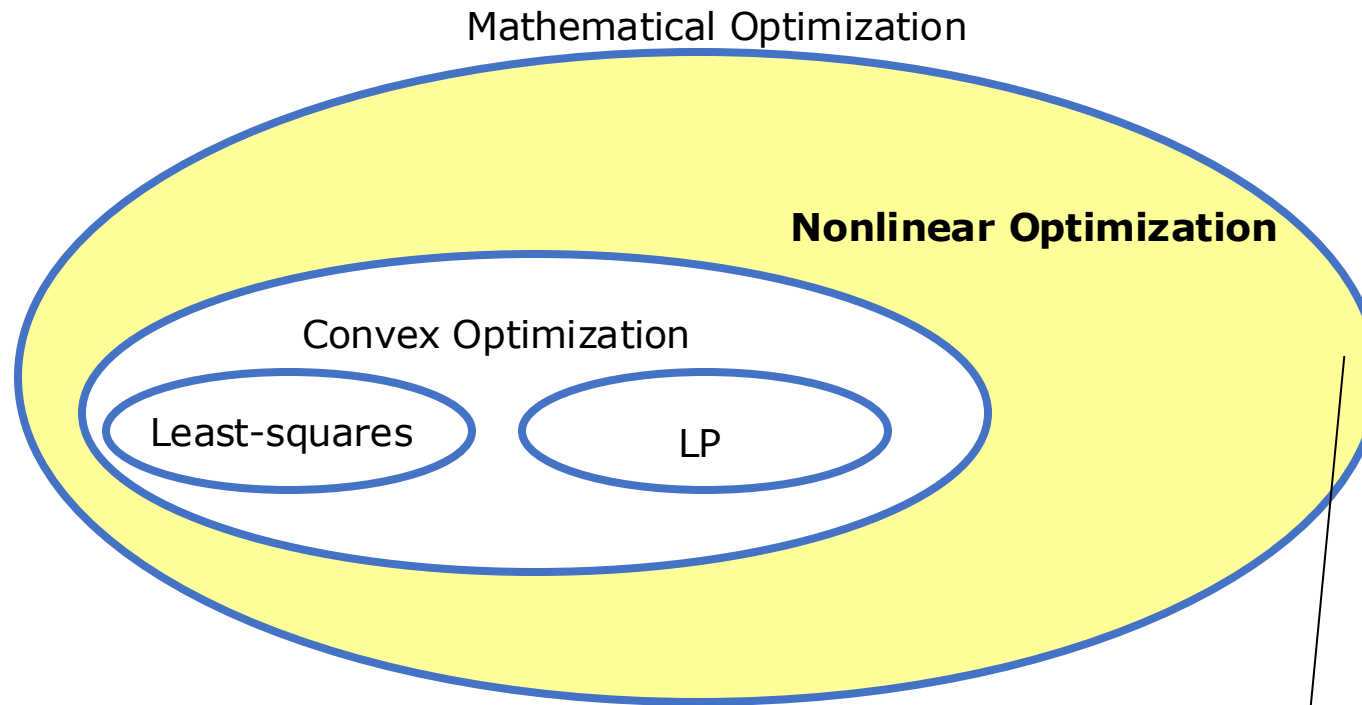 Mathematical Optimization
Nonlinear Optimization
Convex Optimization
Least-squares
LP